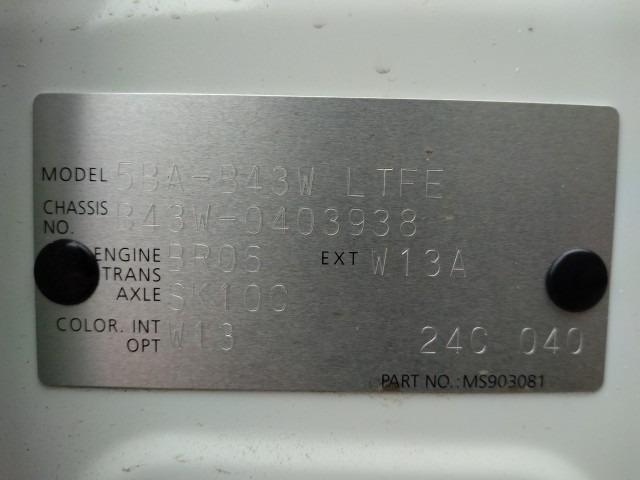 MODEL 5BA-B43W LTFE
CHASSIS NO. B43W-0403938
ENGINE BR06 EXT W13A
TRANS AXLE SK10C
COLOR. INT W13
OPT 24C 040
PART NO.:MS903081